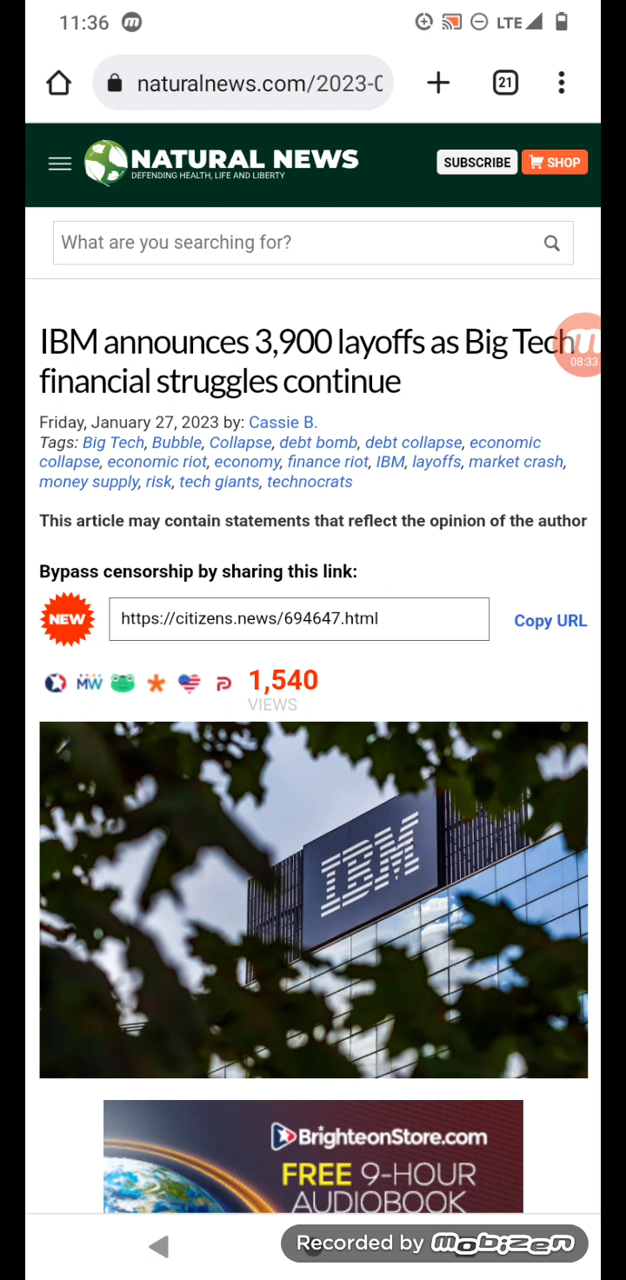 11:36 m LTE
naturalnews.com/2023-0 21
NATURAL NEWS
DEFENDING HEALTH, LIFE AND LIBERTY
SUBSCRIBE SHOP
What are you searching for?
IBM announces 3,900 layoffs as Big Tech
financial struggles continue
m
08:33
Friday, January 27, 2023 by: Cassie B.
Tags: Big Tech, Bubble, Collapse, debt bomb, debt collapse, economic
collapse, economic riot, economy, finance riot, IBM, layoffs, market crash,
money supply, risk, tech giants, technocrats
This article may contain statements that reflect the opinion of the author
Bypass censorship by sharing this link:
NEW https://citizens.news/694647.html Copy URL
MW 1,540
VIEWS
IBM
BrighteonStore.com
FREE 9-HOUR
AUDIOBOOK
Recorded by mobizen